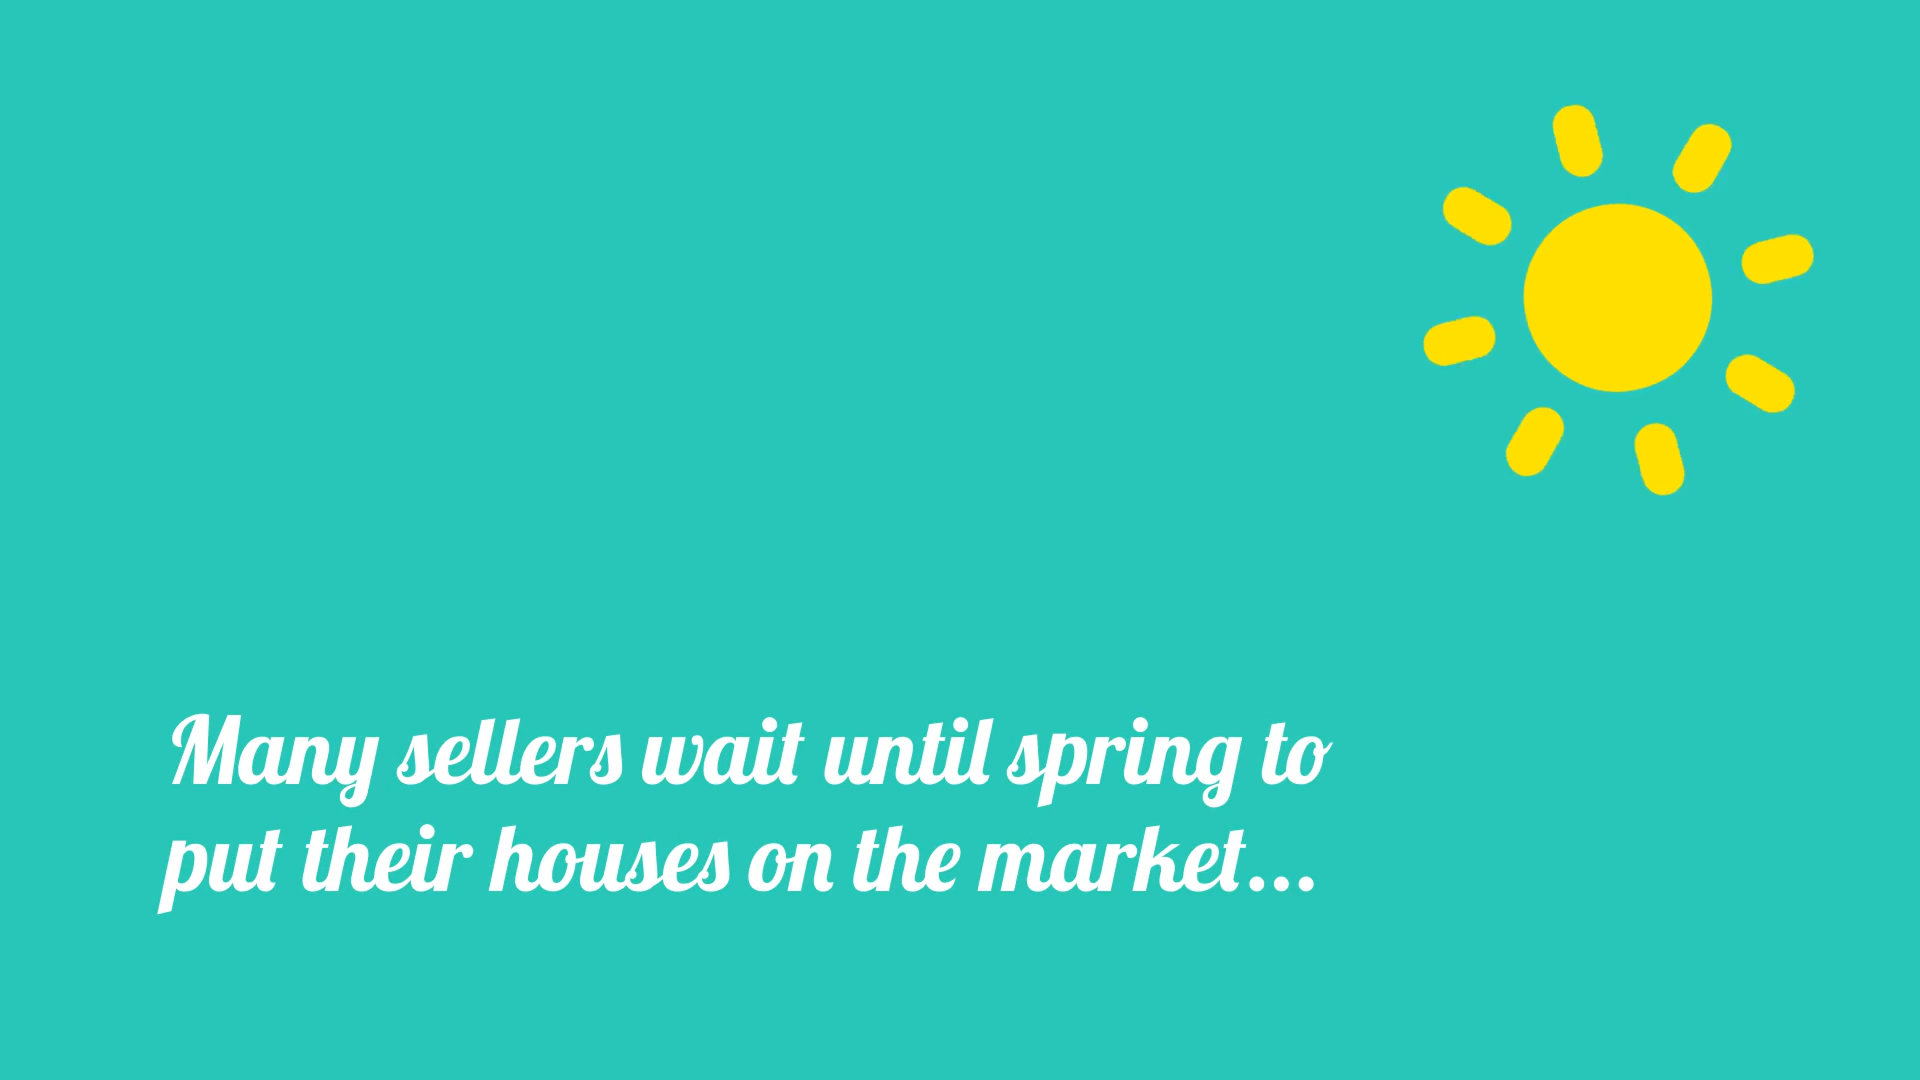 Many sellers wait until spring to
put their houses on the market...